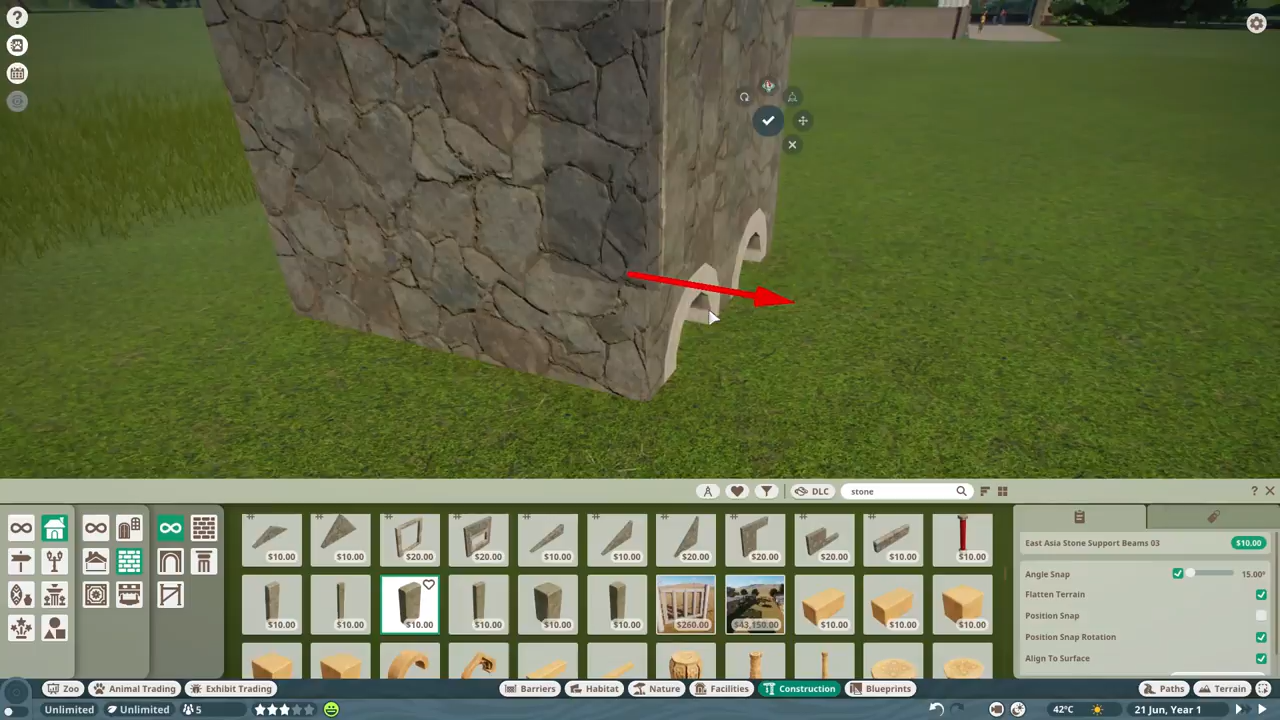 ?
DLC
stone
? ×
$10.00
$10.00
$20.00
$20.00
$10.00
$10.00
$20.00
$20.00
$20.00
$10.00
$10.00
$10.00
$10.00
$10.00
$10.00
$10.00
$10.00
$260.00
$43,150.00
$10.00
$10.00
$10.00
East Asia Stone Support Beams 03
$10.00
Angle Snap
15.00°
Flatten Terrain
Position Snap
Position Snap Rotation
Align To Surface
Zoo
Animal Trading
Exhibit Trading
Barriers
Habitat
Nature
Facilities
Construction
Blueprints
Paths
Terrain
Unlimited
Unlimited
5
42°C
21 Jun, Year 1